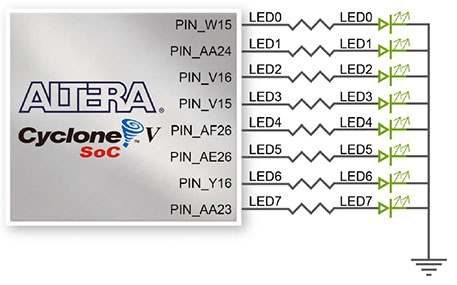 PIN_W15 LED0 LED0
PIN_AA24 LED1 LED1
PIN_V16 LED2 LED2
PIN_V15 LED3 LED3
PIN_AF26 LED4 LED4
PIN_AE26 LED5 LED5
PIN_Y16 LED6 LED6
PIN_AA23 LED7 LED7
ALTERA®
Cyclone™ V
SoC